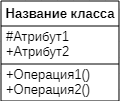 Название класса
#Атрибут1
+Атрибут2
+Операция1()
+Операция2()